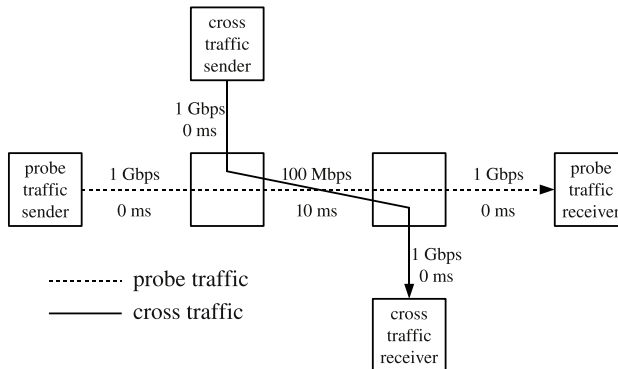 cross
traffic
sender
1 Gbps
0 ms
probe
traffic
sender
1 Gbps
0 ms
100 Mbps
10 ms
1 Gbps
0 ms
probe
traffic
receiver
1 Gbps
0 ms
probe traffic
cross traffic
cross
traffic
receiver